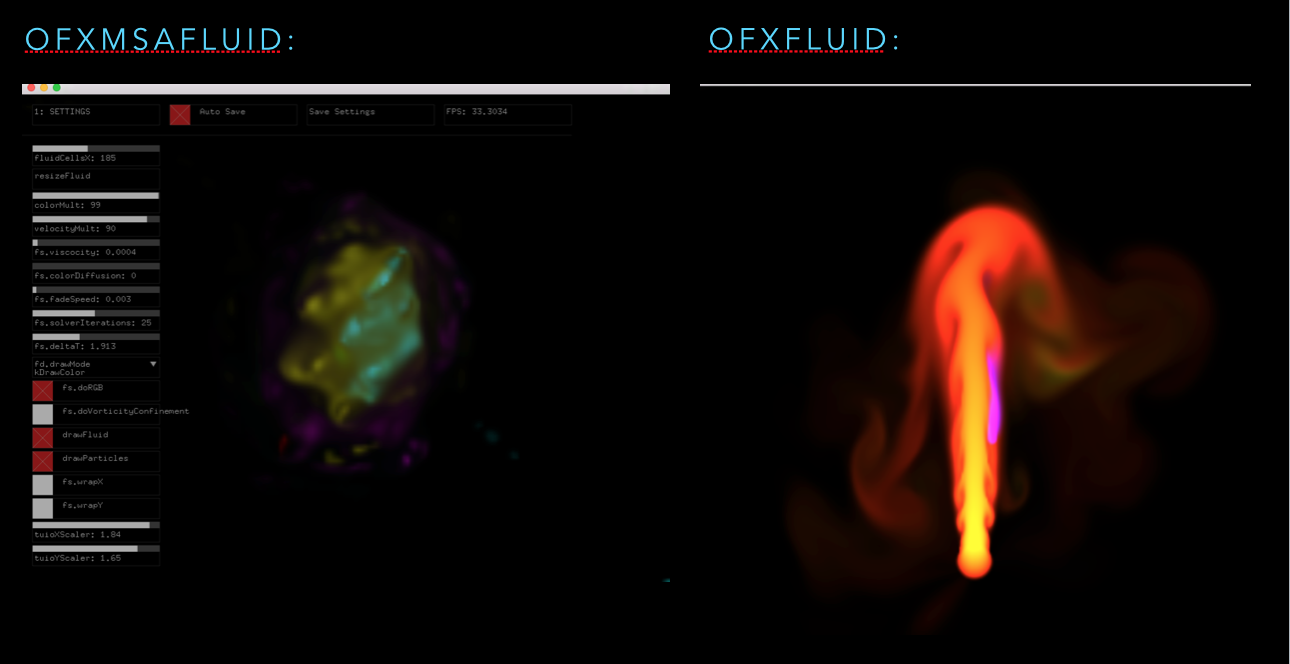 OFXMSAFLUID:
OFXFLUID:
1: SETTINGS
Auto Save
Save Settings
FPS: 33.3034
fluidCellsX: 185
resizeFluid
colorMult: 99
velocityMult: 90
fs.viscocity: 0.0004
fs.colorDiffusion: 0
fs.fadeSpeed: 0.003
fs.solverIterations: 25
fs.deltaT: 1.913
fd.drawMode
kDrawColor
fs.doRGB
fs.doVorticityConfinement
drawFluid
drawParticles
fs.wrapX
fs.wrapY
tuioXScaler: 1.84
tuioYScaler: 1.65